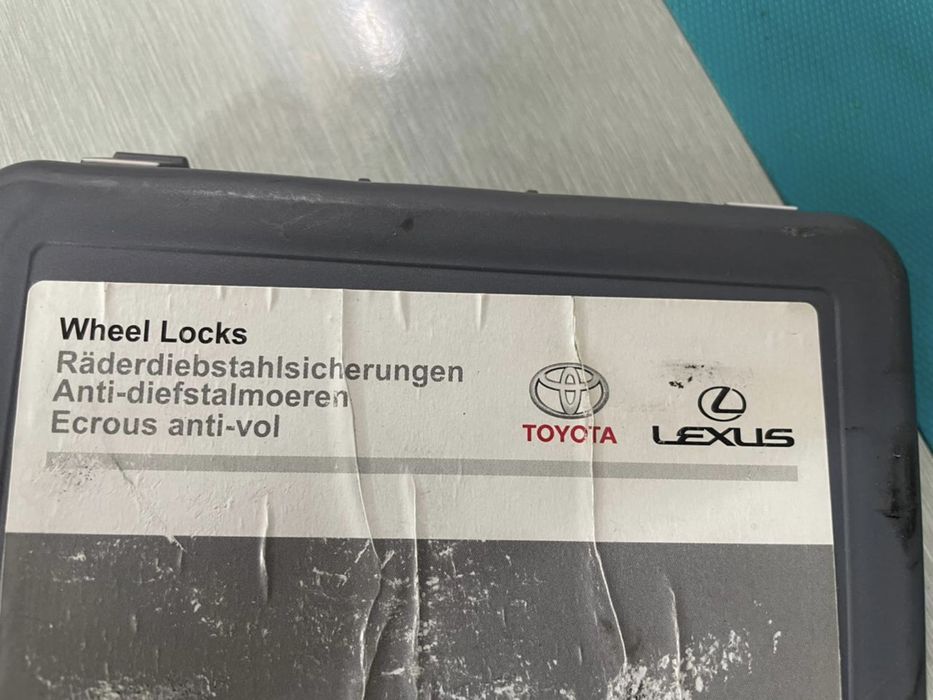 Wheel Locks
Räderdiebstahlsicherungen
Anti-diefstalmoeren
Ecrous anti-vol
TOYOTA
LEXUS